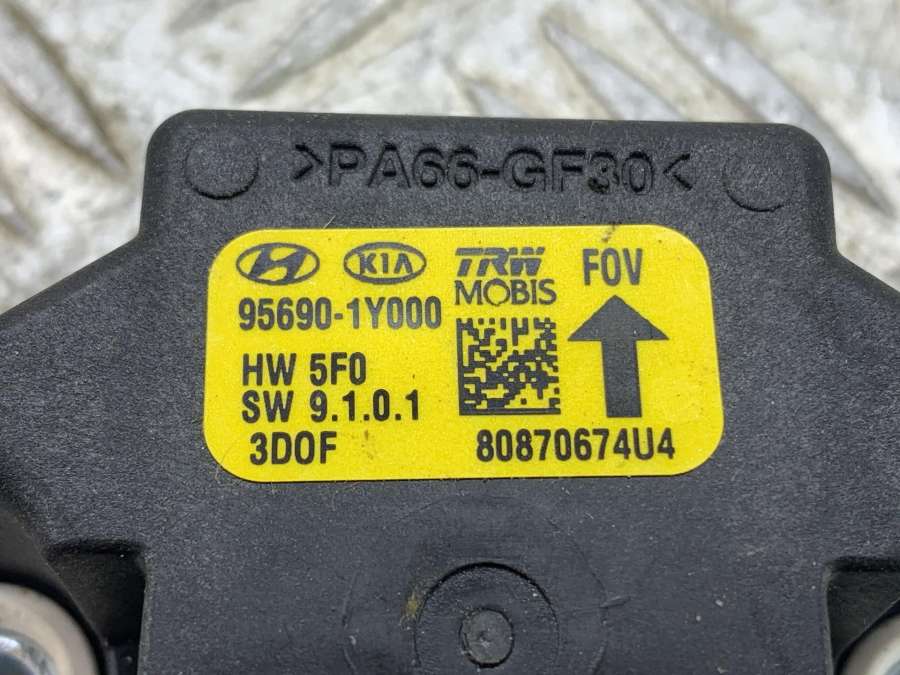 >PA66-GF30<
H KIA TRW FOV
MOBIS
95690-1Y000
HW 5F0
SW 9.1.0.1
3DOF 80870674U4